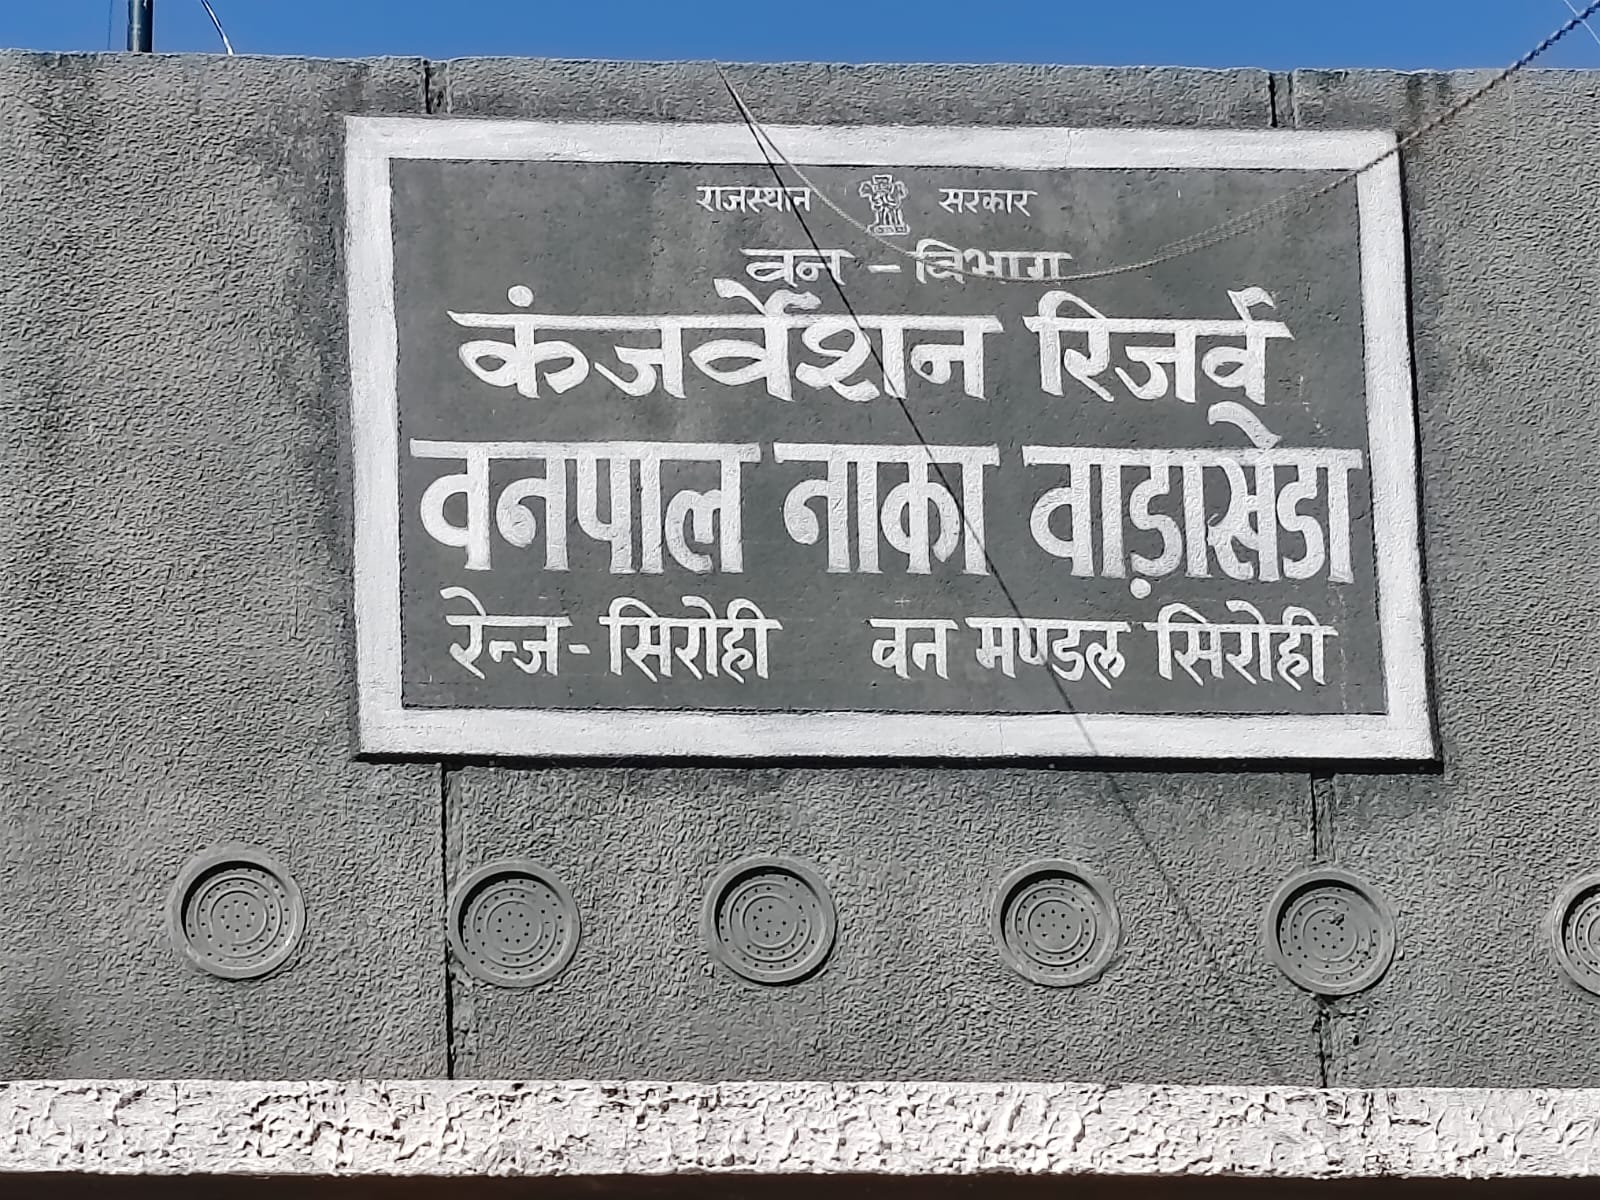 राजस्थान सरकार
वन - विभाग
कंजर्वेशन रिजर्व
वनपाल नाका वाड़ाखेडा
रेन्ज - सिरोही वन मण्डल सिरोही